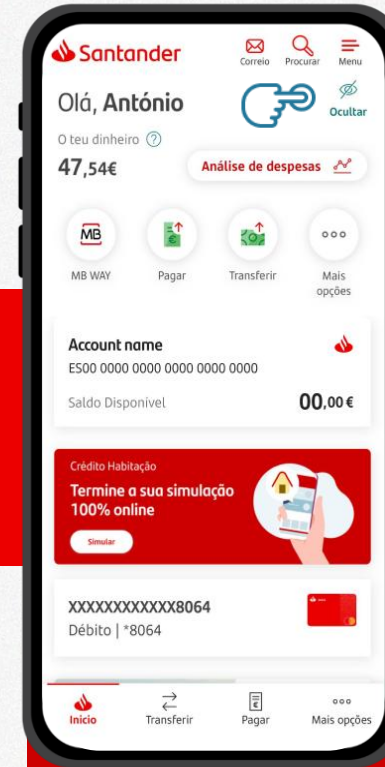 Santander
Correio
Procurar
Menu
Olá, António
Ocultar
O teu dinheiro ?
47,54€
Análise de despesas
MB
MB WAY
Pagar
Transferir
Mais opções
Account name
ES00 0000 0000 0000 0000 0000
Saldo Disponivel
00,00 €
Crédito Habitação
Termine a sua simulação
100% online
Simular
XXXXXXXXXXXX8064
Débito | *8064
Inicio
Transferir
Pagar
Mais opções